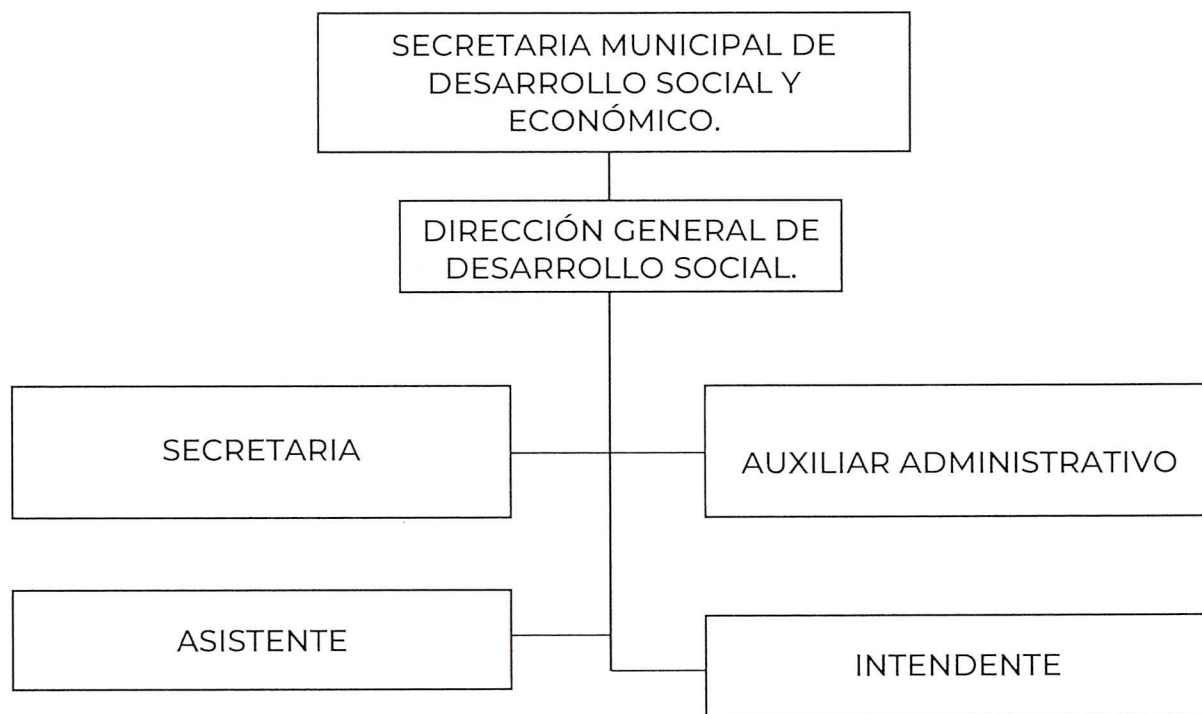 SECRETARIA MUNICIPAL DE
DESARROLLO SOCIAL Y
ECONÓMICO.
DIRECCIÓN GENERAL DE
DESARROLLO SOCIAL.
SECRETARIA
AUXILIAR ADMINISTRATIVO
ASISTENTE
INTENDENTE